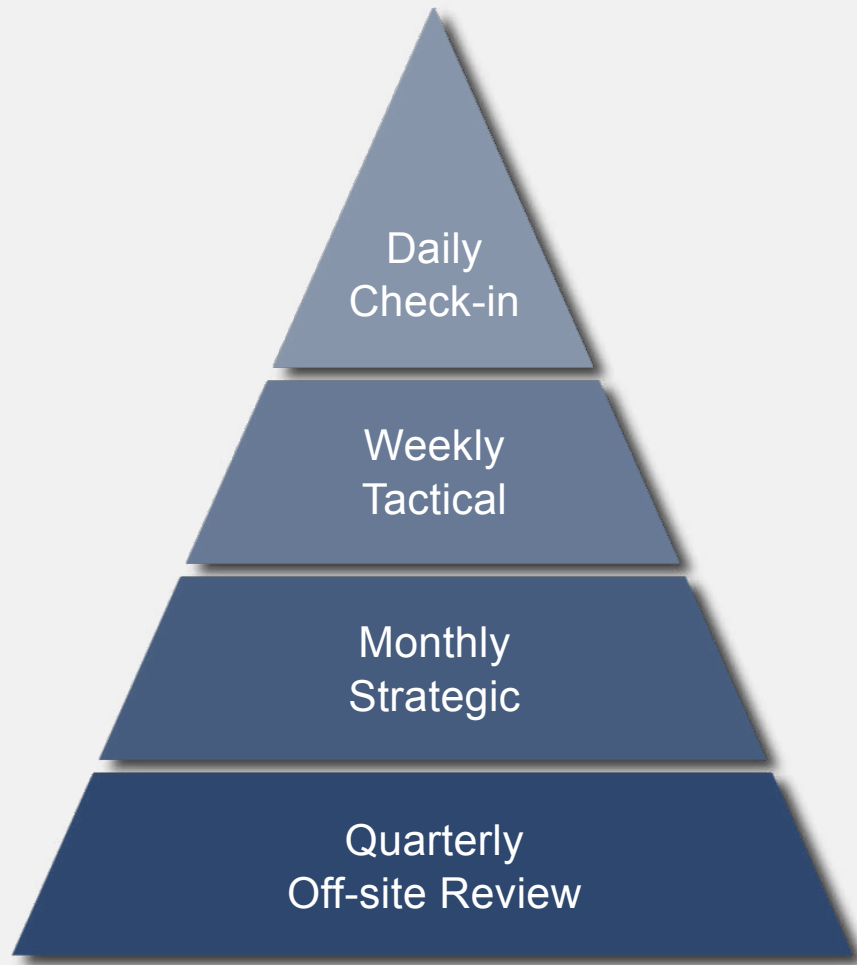 Daily
Check-in
Weekly
Tactical
Monthly
Strategic
Quarterly
Off-site Review